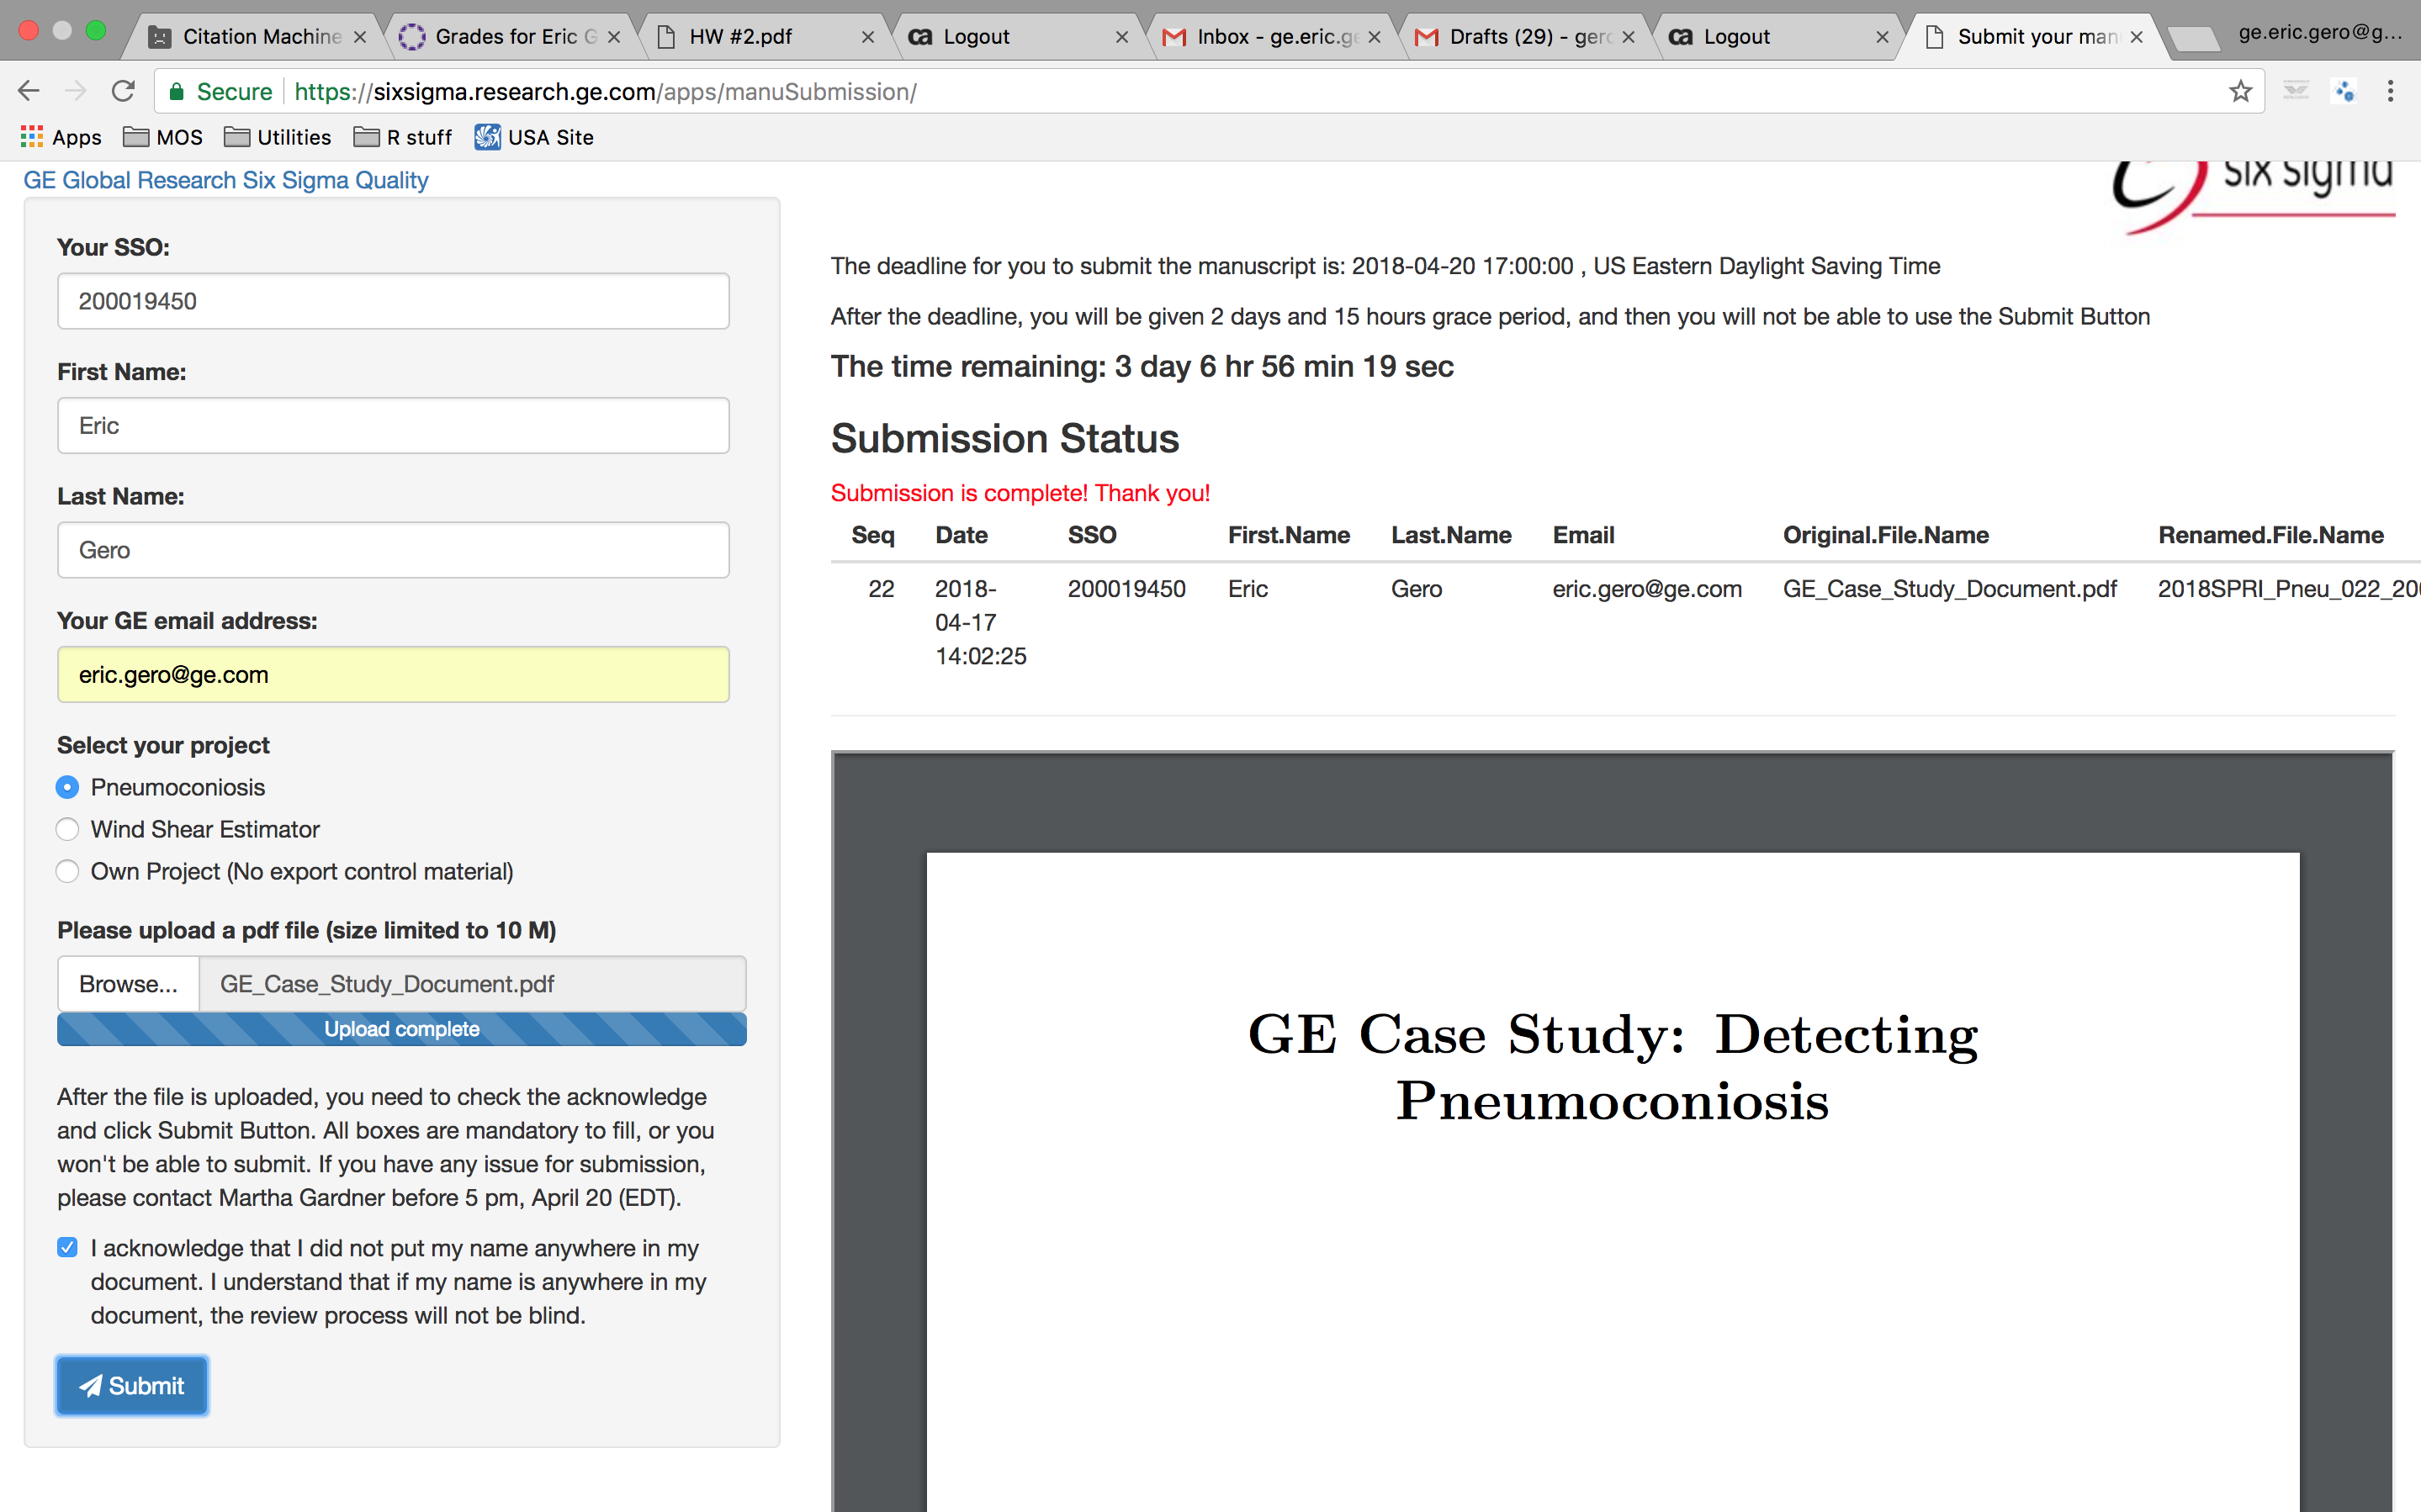 Citation Machine
Grades for Eric G
HW #2.pdf
Logout
Inbox - ge.eric.ge
Drafts (29) - gero
Logout
Submit your man
ge.eric.gero@g...
Secure https://sixsigma.research.ge.com/apps/manuSubmission/
Apps MOS Utilities R stuff USA Site
GE Global Research Six Sigma Quality
six sigma
Your SSO:
200019450
First Name:
Eric
Last Name:
Gero
Your GE email address:
eric.gero@ge.com
Select your project
Pneumoconiosis
Wind Shear Estimator
Own Project (No export control material)
Please upload a pdf file (size limited to 10 M)
Browse... GE_Case_Study_Document.pdf
Upload complete
After the file is uploaded, you need to check the acknowledge
and click Submit Button. All boxes are mandatory to fill, or you
won't be able to submit. If you have any issue for submission,
please contact Martha Gardner before 5 pm, April 20 (EDT).
I acknowledge that I did not put my name anywhere in my
document. I understand that if my name is anywhere in my
document, the review process will not be blind.
Submit
The deadline for you to submit the manuscript is: 2018-04-20 17:00:00 , US Eastern Daylight Saving Time
After the deadline, you will be given 2 days and 15 hours grace period, and then you will not be able to use the Submit Button
The time remaining: 3 day 6 hr 56 min 19 sec
Submission Status
Submission is complete! Thank you!
Seq Date SSO First.Name Last.Name Email Original.File.Name Renamed.File.Name
22 2018- 200019450 Eric Gero eric.gero@ge.com GE_Case_Study_Document.pdf 2018SPRI_Pneu_022_20
04-17
14:02:25
GE Case Study: Detecting
Pneumoconiosis